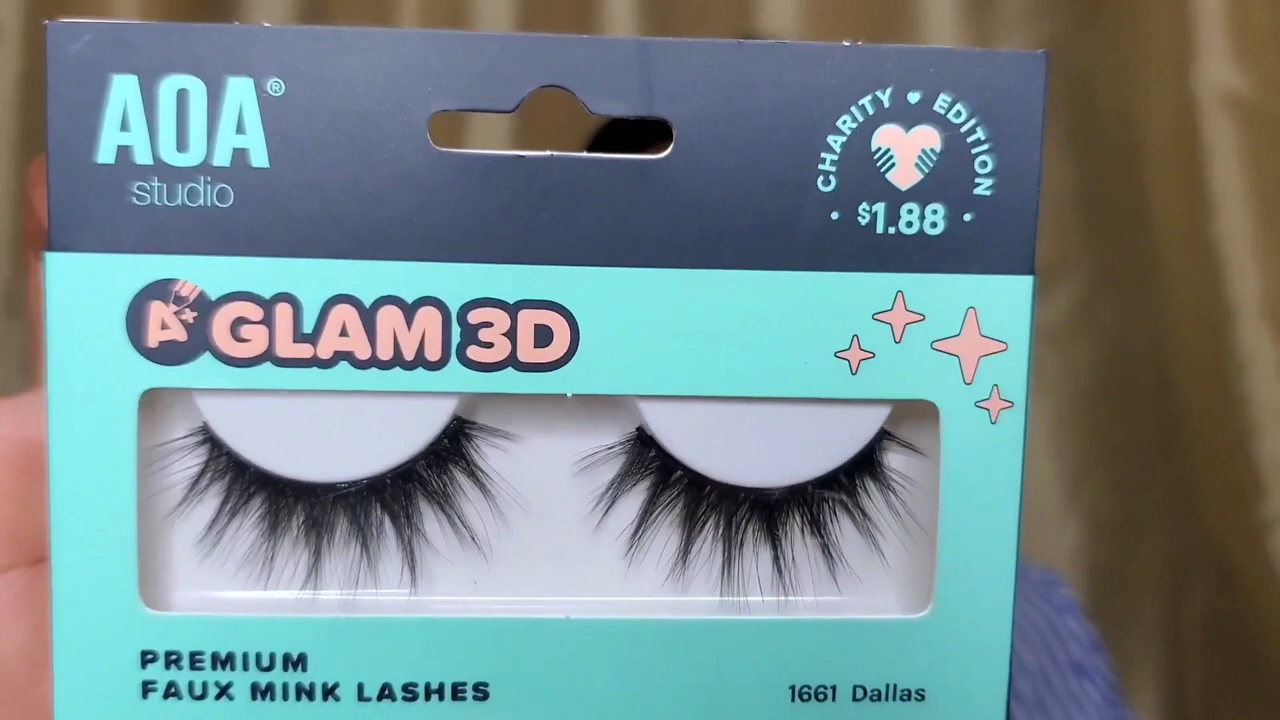 AOA®
studio
CHARITY ♥ EDITION
• $1.88 •
A+ GLAM 3D
PREMIUM
FAUX MINK LASHES
1661 Dallas